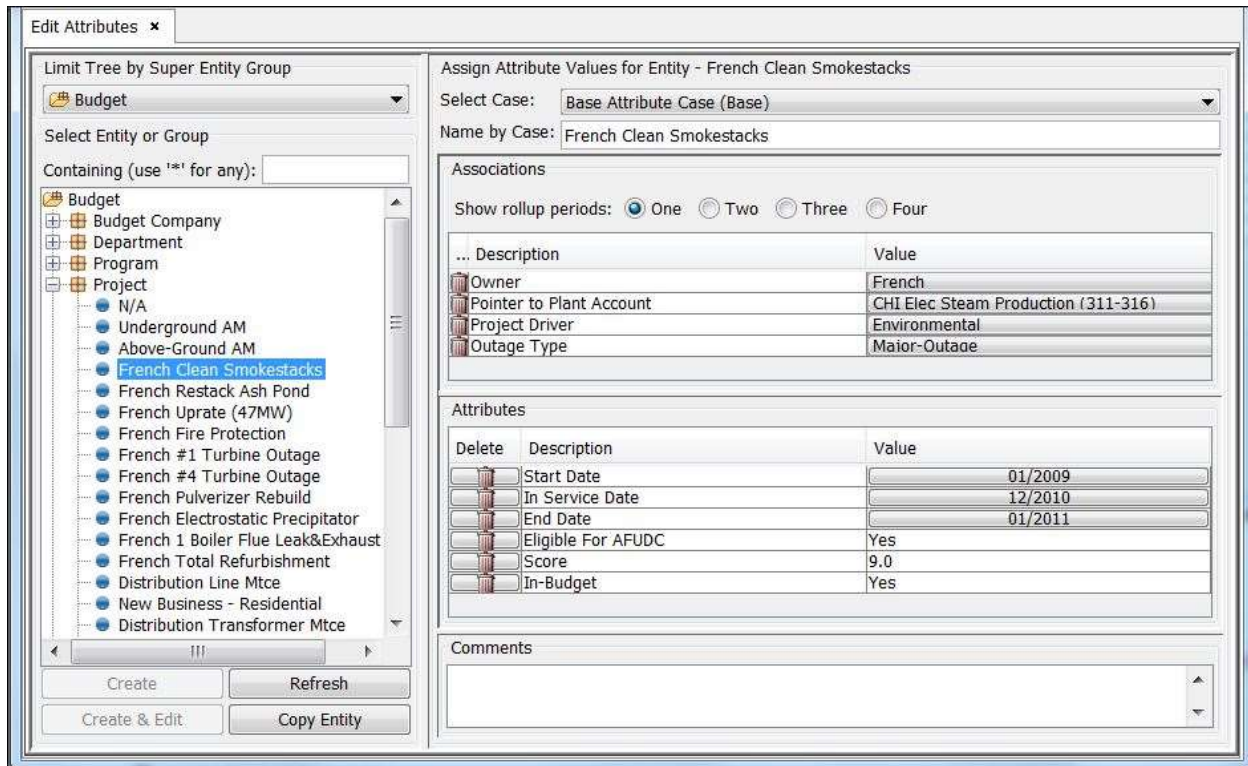 Edit Attributes ×
Limit Tree by Super Entity Group
Budget
Select Entity or Group
Containing (use '*' for any):
Budget
Budget Company
Department
Program
Project
N/A
Underground AM
Above-Ground AM
French Clean Smokestacks
French Restack Ash Pond
French Uprate (47MW)
French Fire Protection
French #1 Turbine Outage
French #4 Turbine Outage
French Pulverizer Rebuild
French Electrostatic Precipitator
French 1 Boiler Flue Leak&Exhaust
French Total Refurbishment
Distribution Line Mtce
New Business - Residential
Distribution Transformer Mtce
Create Refresh
Create & Edit Copy Entity
Assign Attribute Values for Entity - French Clean Smokestacks
Select Case: Base Attribute Case (Base)
Name by Case: French Clean Smokestacks
Associations
Show rollup periods: One Two Three Four
... Description Value
Owner French
Pointer to Plant Account CHI Elec Steam Production (311-316)
Project Driver Environmental
Outage Type Major-Outage
Attributes
Delete Description Value
Start Date 01/2009
In Service Date 12/2010
End Date 01/2011
Eligible For AFUDC Yes
Score 9.0
In-Budget Yes
Comments